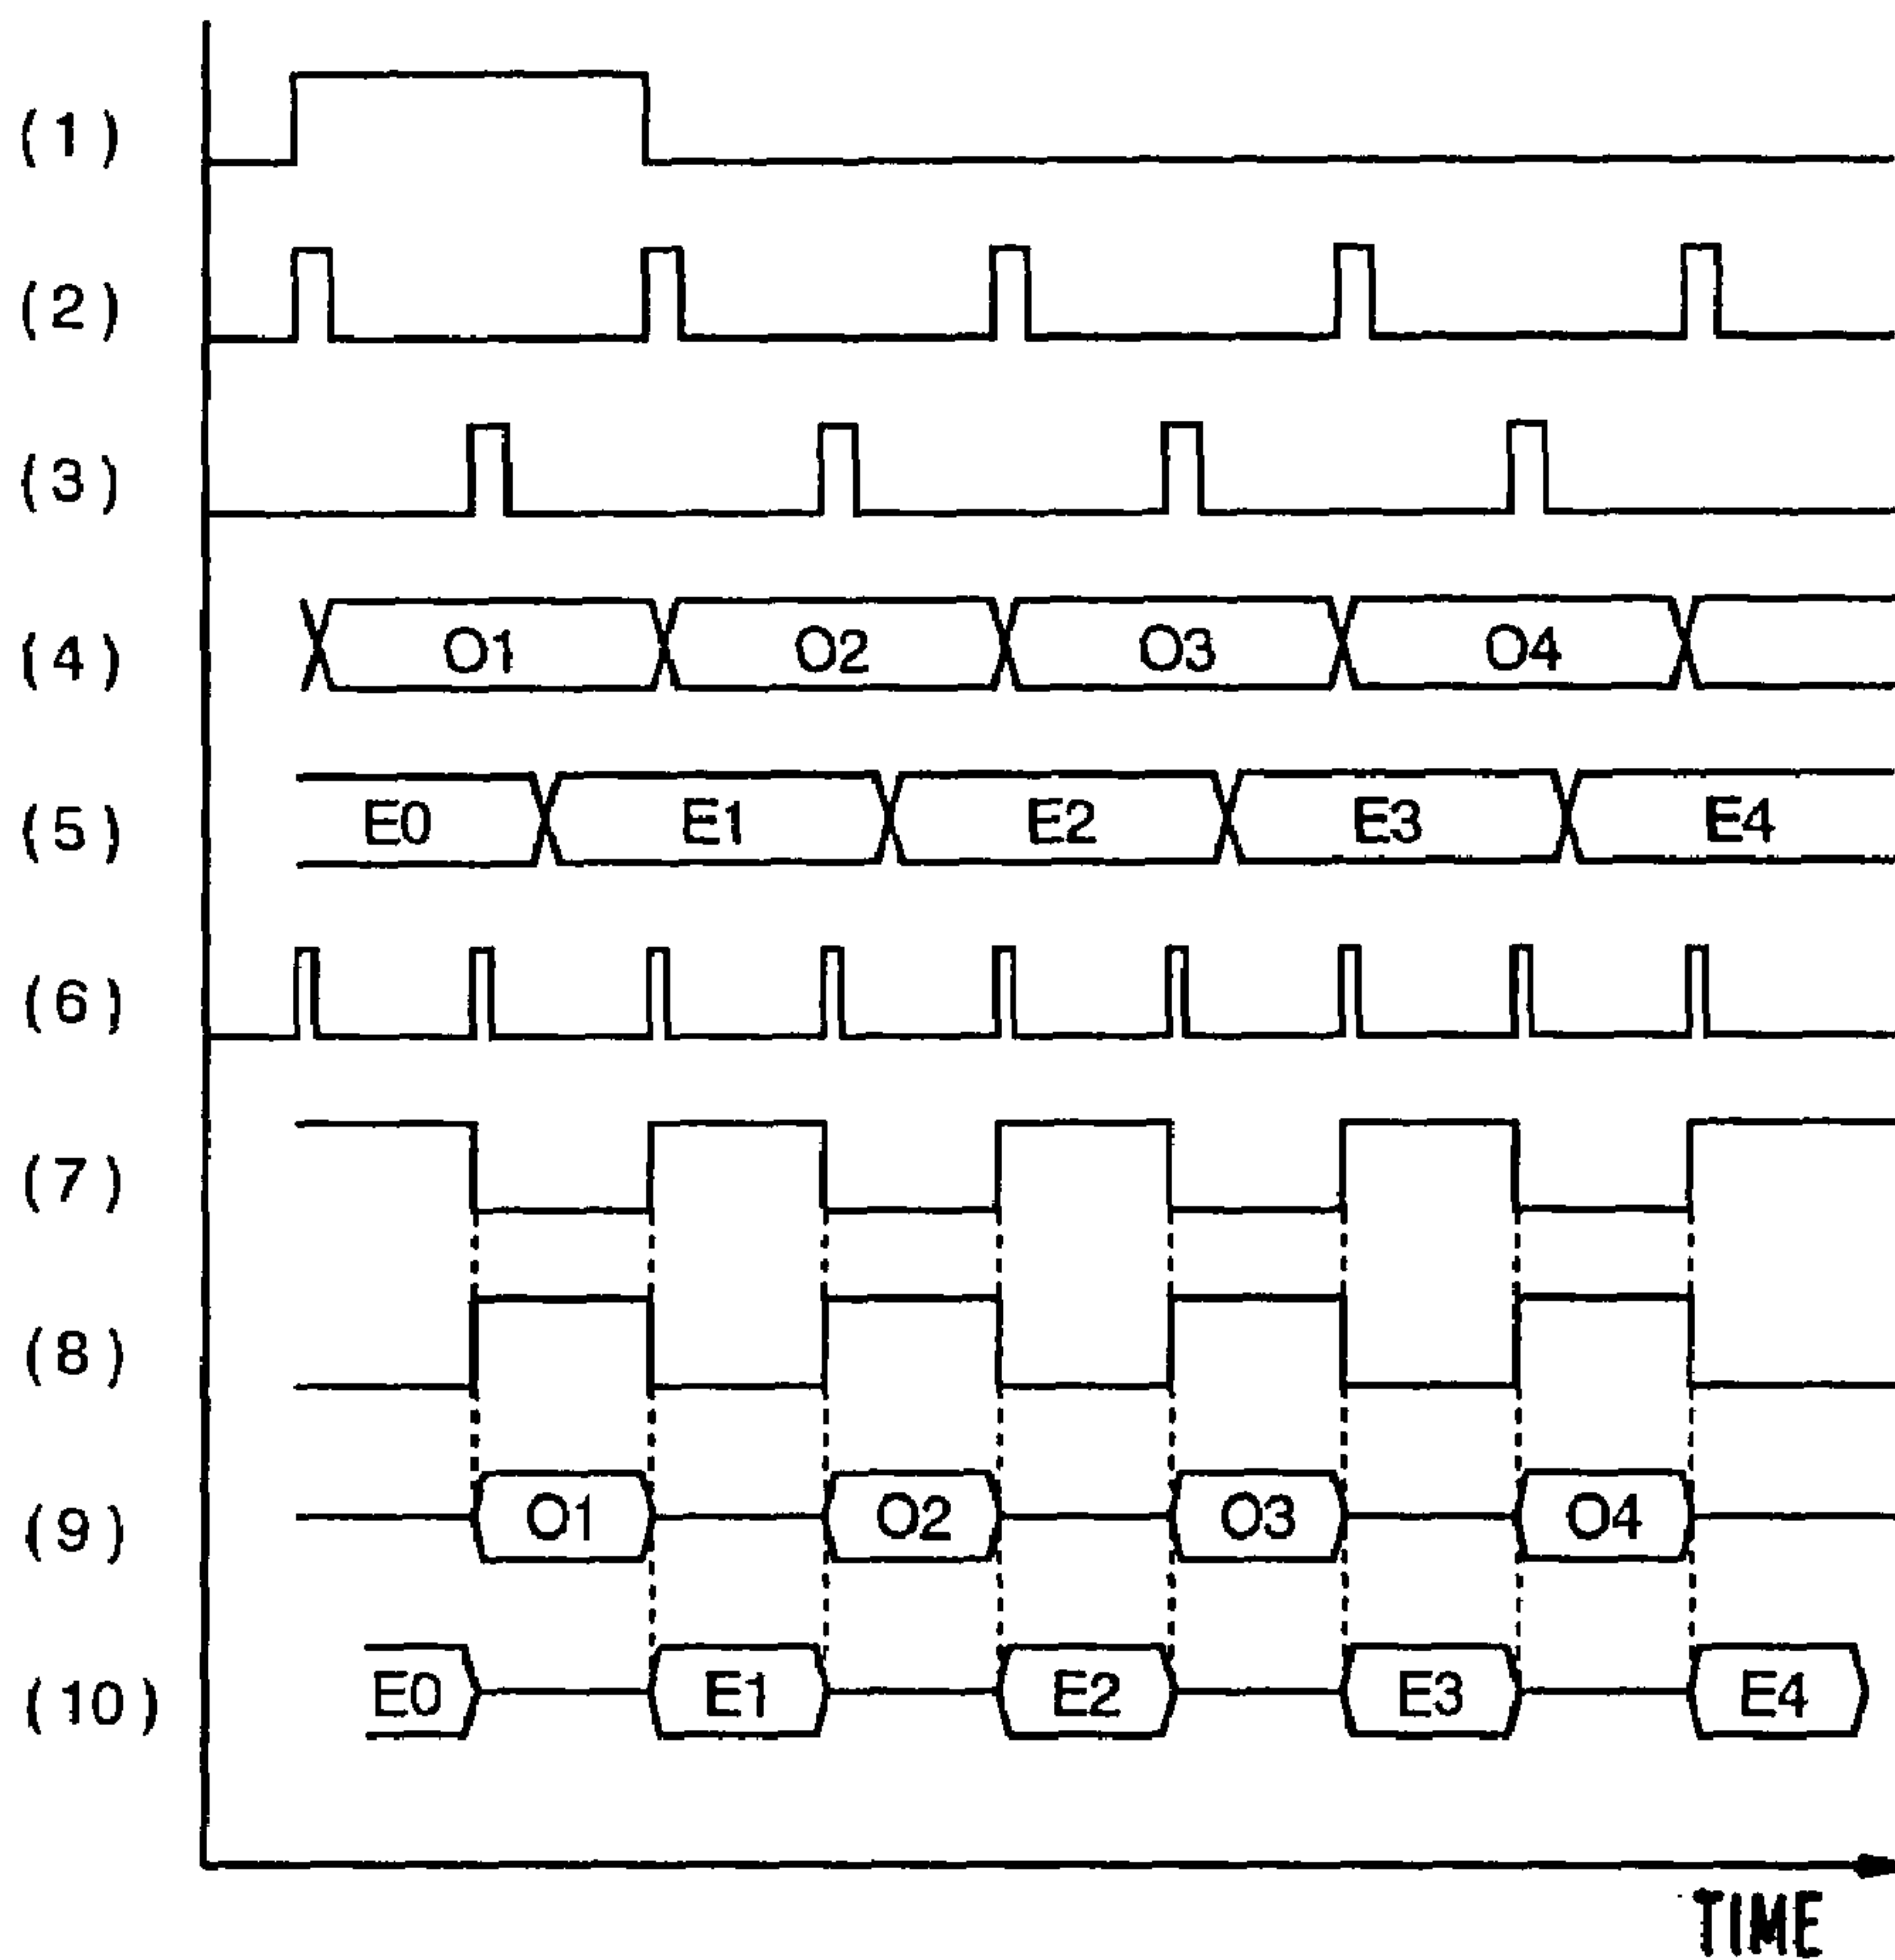 (1)
(2)
(3)
(4) O1 O2 O3 O4
(5) E0 E1 E2 E3 E4
(6)
(7)
(8)
(9) O1 O2 O3 O4
(10) E0 E1 E2 E3 E4
TIME